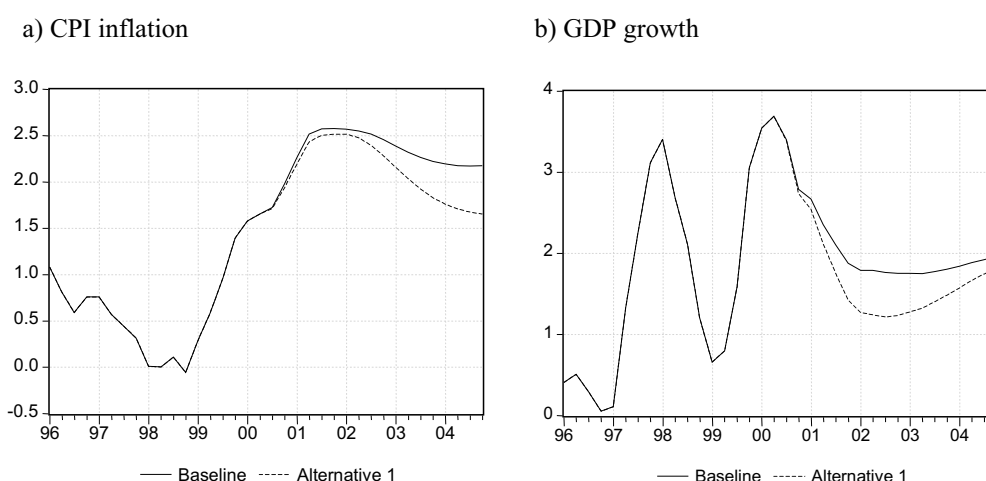 a) CPI inflation
b) GDP growth
3.0
2.5
2.0
1.5
1.0
0.5
0.0
-0.5
96 97 98 99 00 01 02 03 04
Baseline Alternative 1
4
3
2
1
0
96 97 98 99 00 01 02 03 04
Baseline Alternative 1